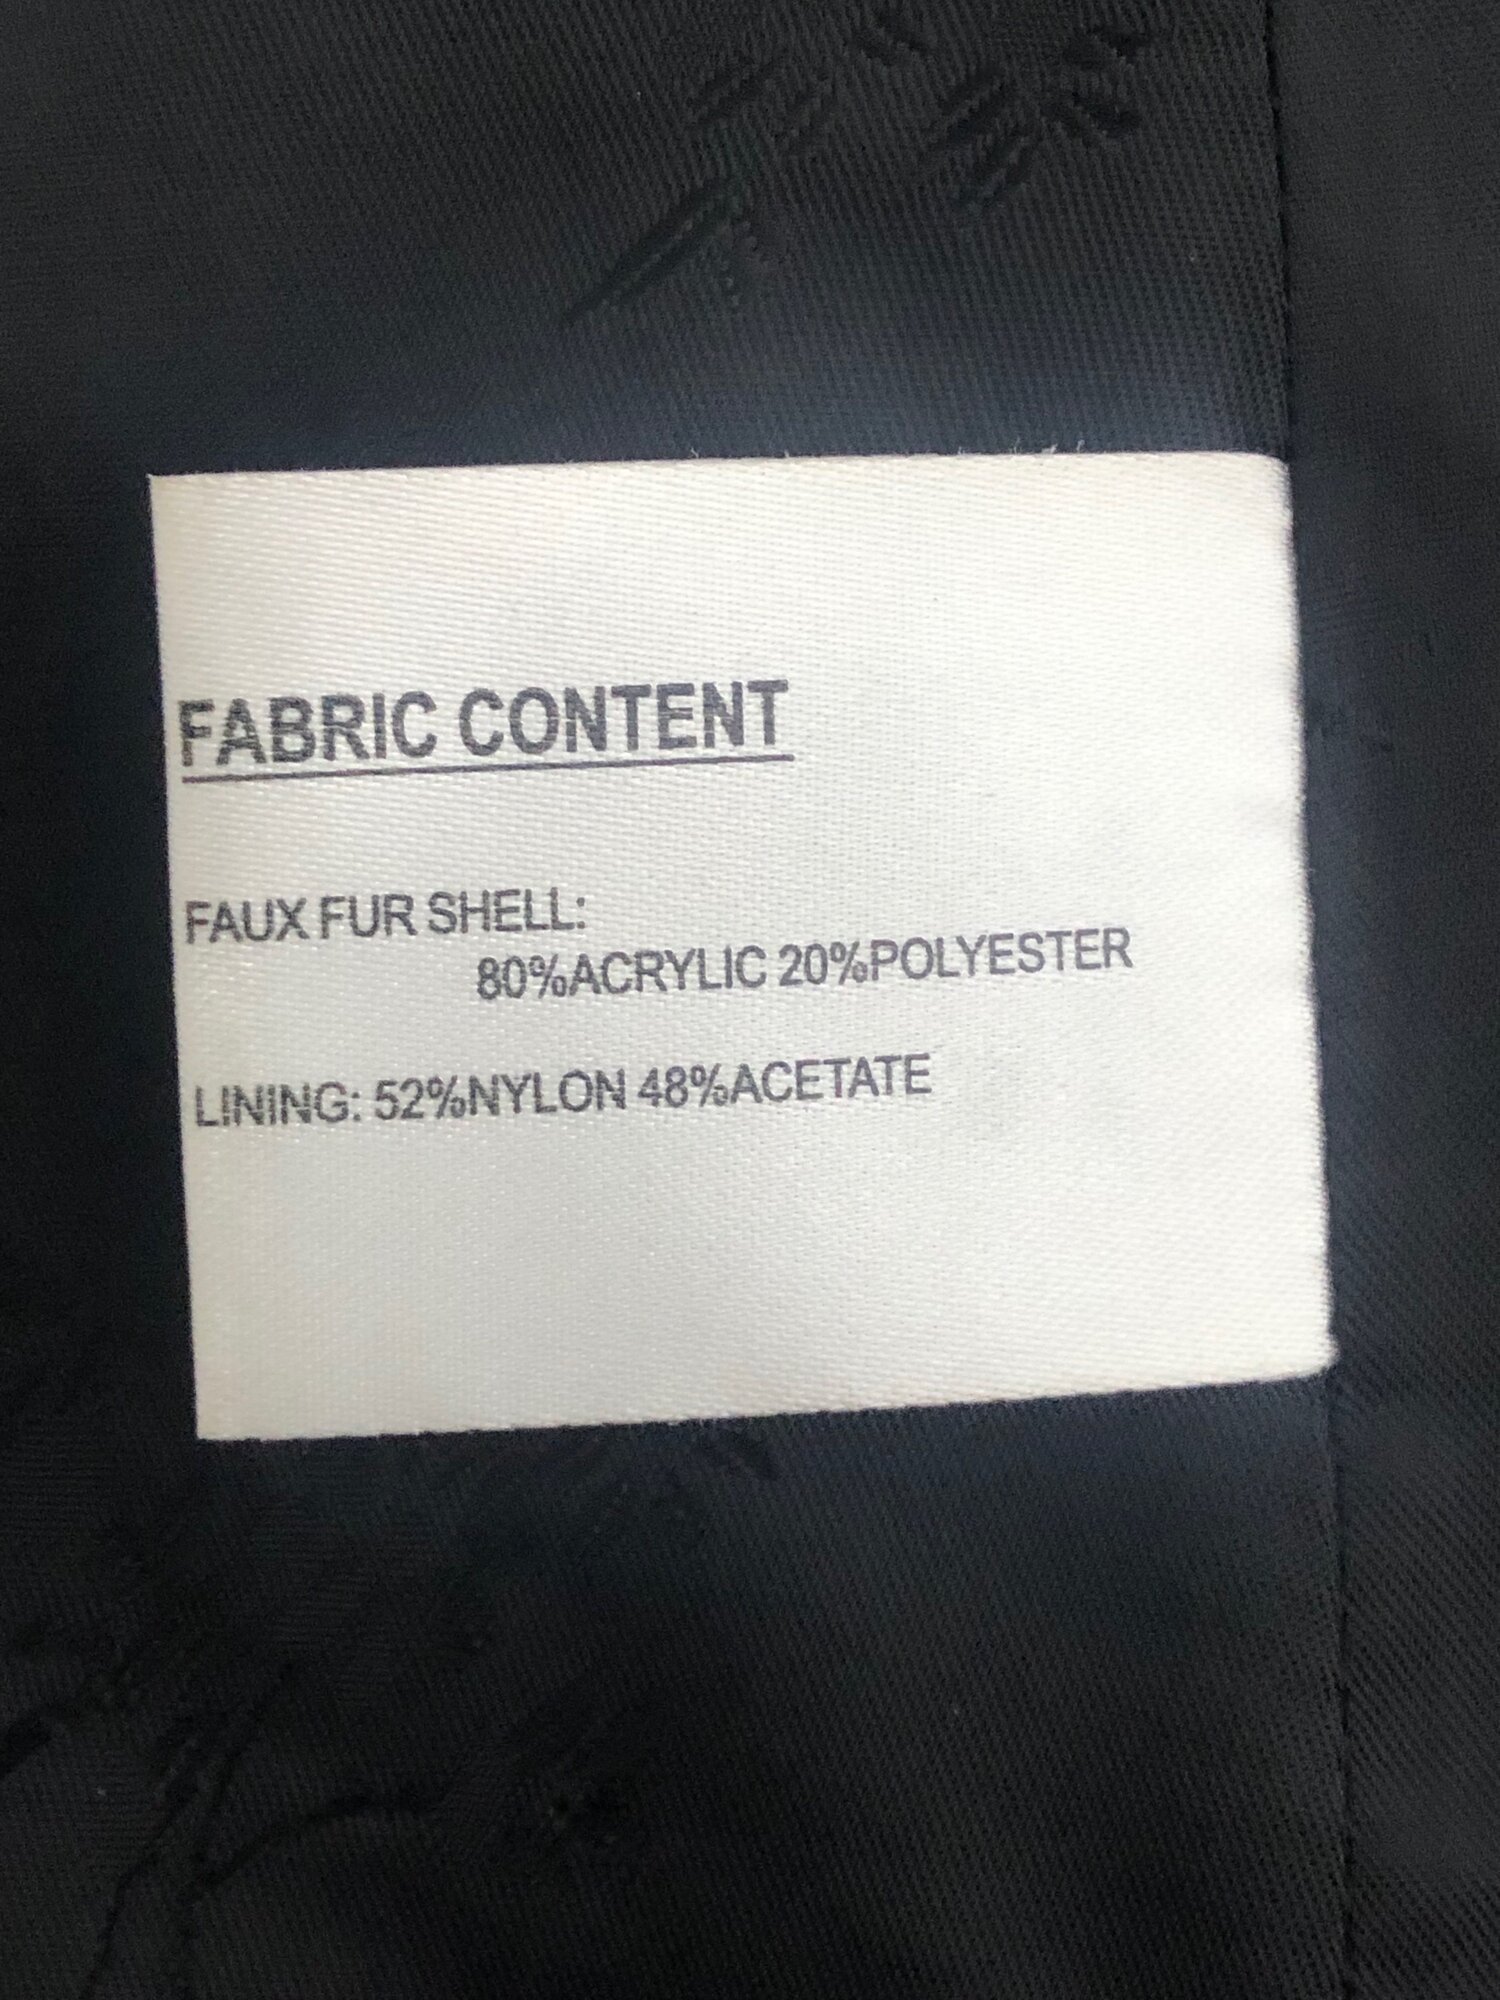 FABRIC CONTENT
FAUX FUR SHELL:
80%ACRYLIC 20%POLYESTER
LINING: 52%NYLON 48%ACETATE